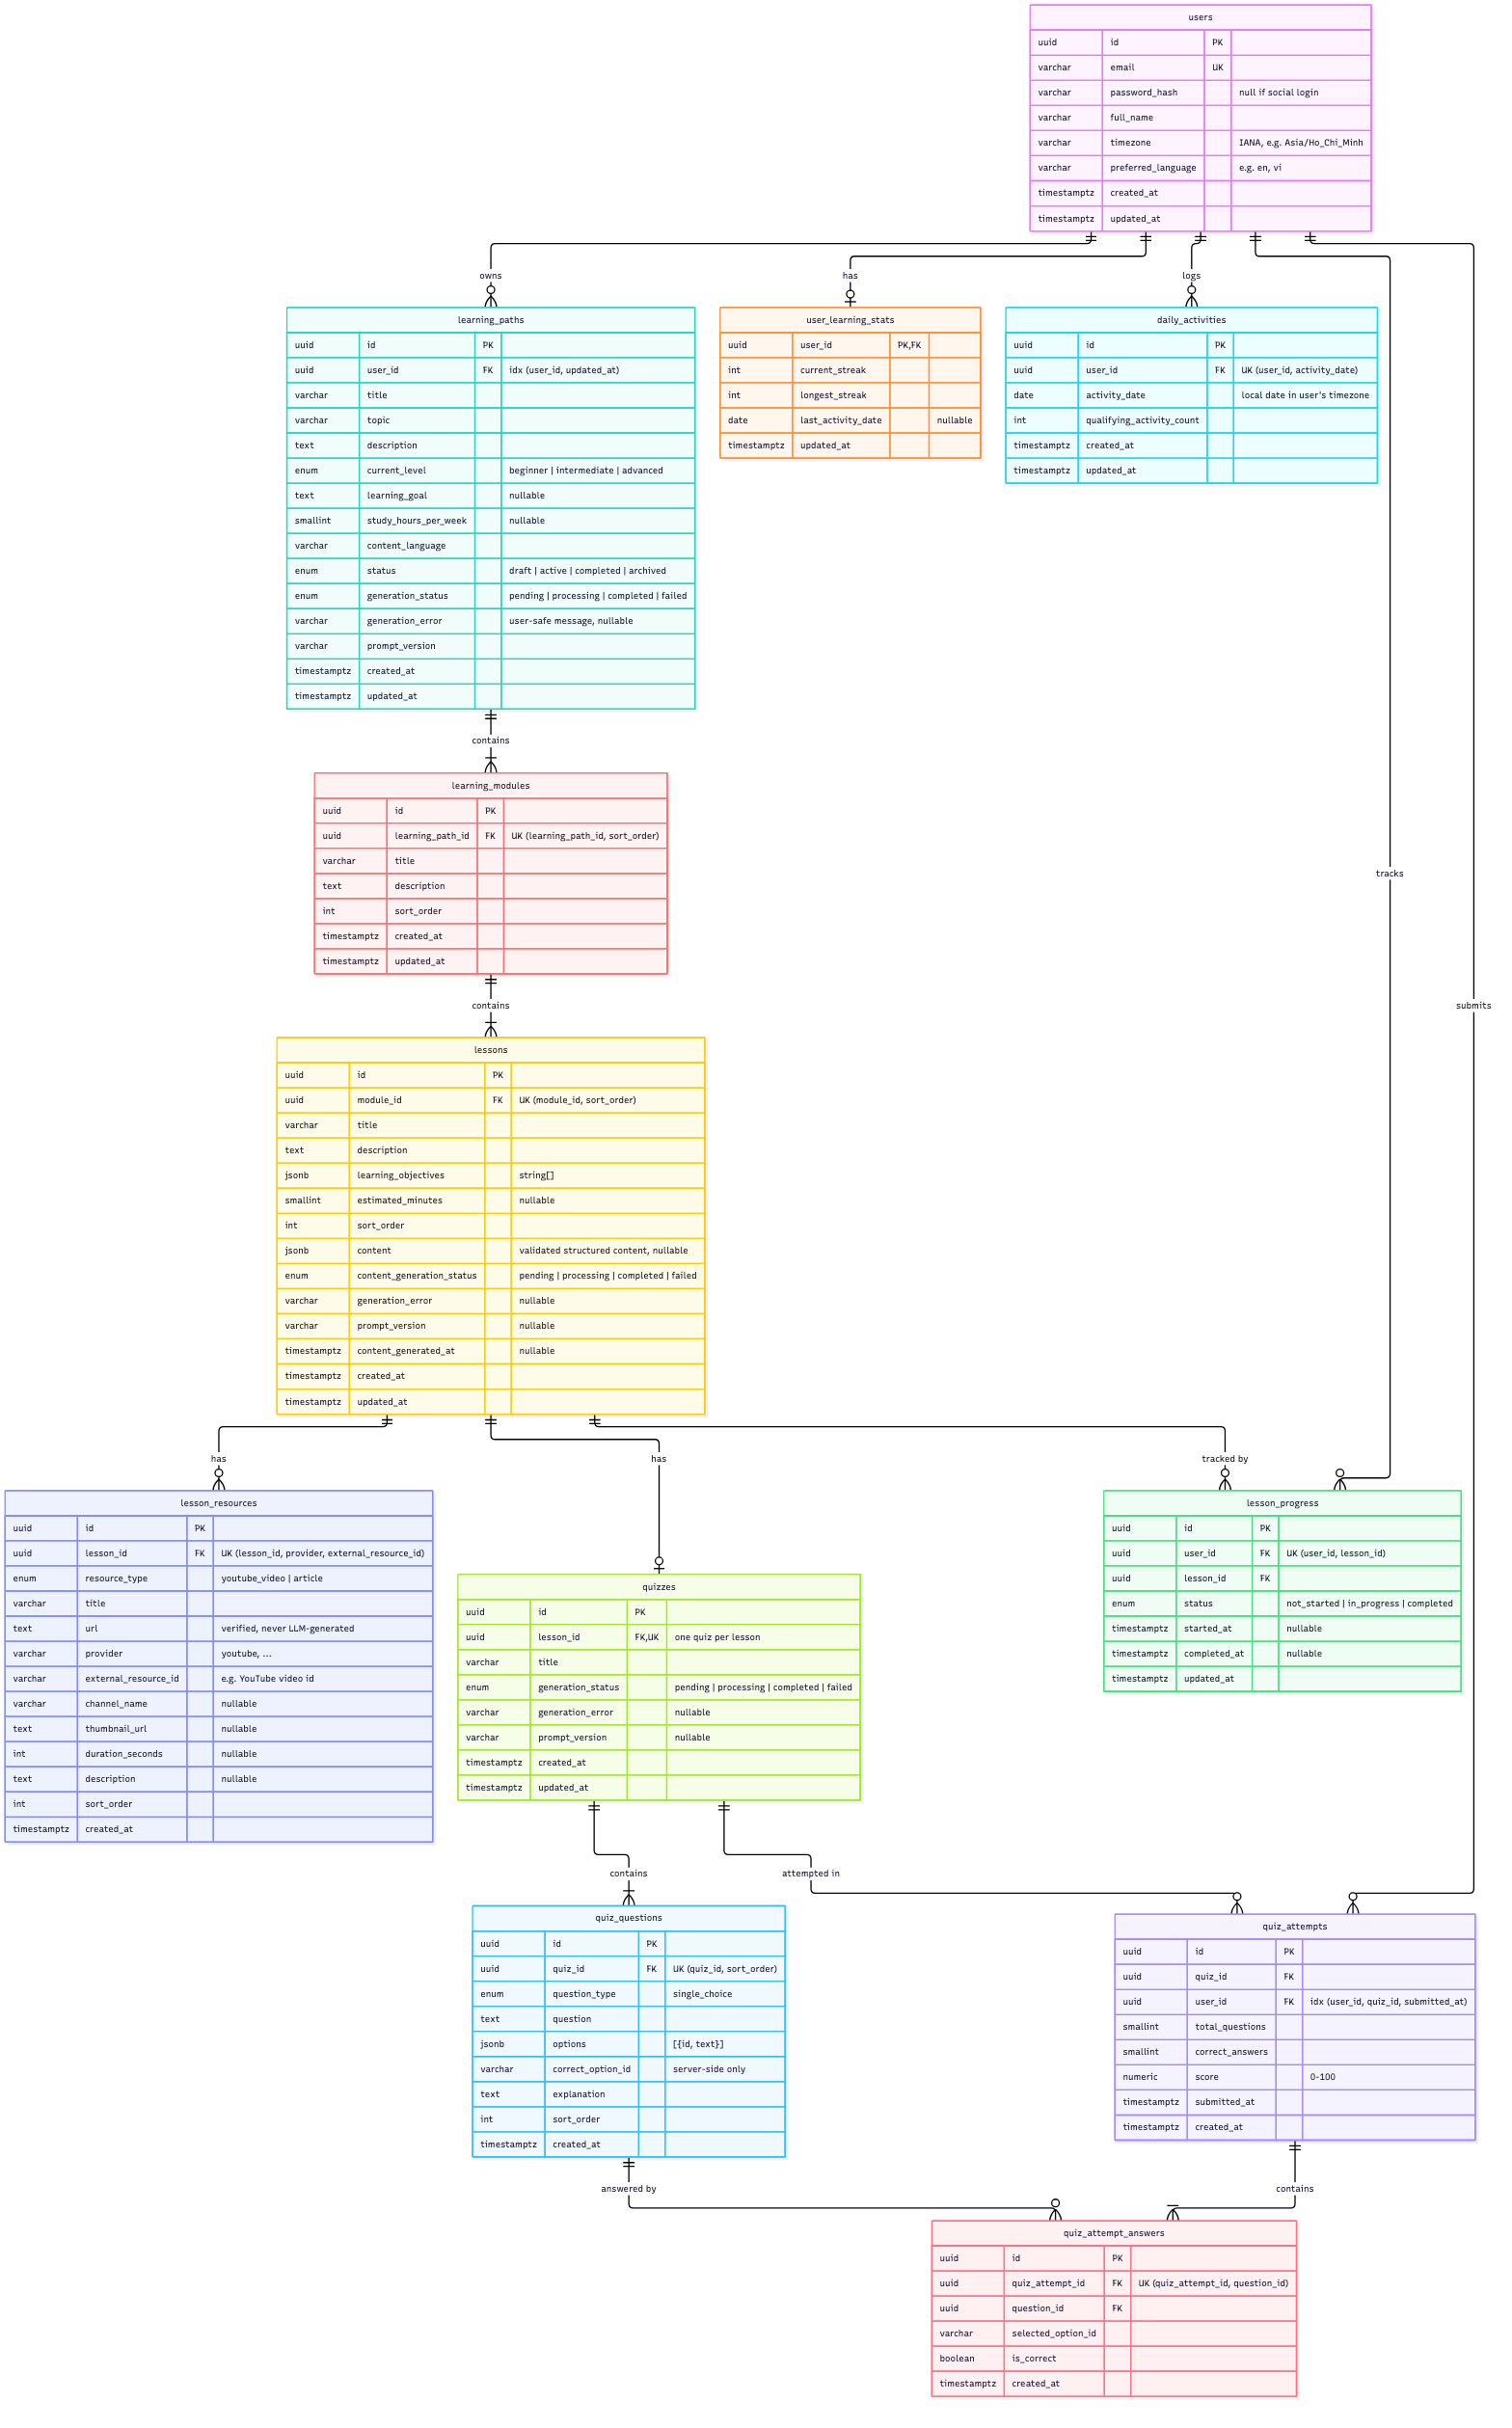 users
uuid id PK
varchar email UK
varchar password_hash null if social login
varchar full_name
varchar timezone IANA, e.g. Asia/Ho_Chi_Minh
varchar preferred_language e.g. en, vi
timestamptz created_at
timestamptz updated_at
owns
has
logs
learning_paths
uuid id PK
uuid user_id FK idx (user_id, updated_at)
varchar title
varchar topic
text description
enum current_level beginner | intermediate | advanced
text learning_goal nullable
smallint study_hours_per_week nullable
varchar content_language
enum status draft | active | completed | archived
enum generation_status pending | processing | completed | failed
varchar generation_error user-safe message, nullable
varchar prompt_version
timestamptz created_at
timestamptz updated_at
user_learning_stats
uuid user_id PK,FK
int current_streak
int longest_streak
date last_activity_date nullable
timestamptz updated_at
daily_activities
uuid id PK
uuid user_id FK UK (user_id, activity_date)
date activity_date local date in user's timezone
int qualifying_activity_count
timestamptz created_at
timestamptz updated_at
contains
learning_modules
uuid id PK
uuid learning_path_id FK UK (learning_path_id, sort_order)
varchar title
text description
int sort_order
timestamptz created_at
timestamptz updated_at
tracks
contains
submits
lessons
uuid id PK
uuid module_id FK UK (module_id, sort_order)
varchar title
text description
jsonb learning_objectives string[]
smallint estimated_minutes nullable
int sort_order
jsonb content validated structured content, nullable
enum content_generation_status pending | processing | completed | failed
varchar generation_error nullable
varchar prompt_version nullable
timestamptz content_generated_at nullable
timestamptz created_at
timestamptz updated_at
has
has
tracked by
lesson_resources
uuid id PK
uuid lesson_id FK UK (lesson_id, provider, external_resource_id)
enum resource_type youtube_video | article
varchar title
text url verified, never LLM-generated
varchar provider youtube, ...
varchar external_resource_id e.g. YouTube video id
varchar channel_name nullable
text thumbnail_url nullable
int duration_seconds nullable
text description nullable
int sort_order
timestamptz created_at
quizzes
uuid id PK
uuid lesson_id FK,UK one quiz per lesson
varchar title
enum generation_status pending | processing | completed | failed
varchar generation_error nullable
varchar prompt_version nullable
timestamptz created_at
timestamptz updated_at
lesson_progress
uuid id PK
uuid user_id FK UK (user_id, lesson_id)
uuid lesson_id FK
enum status not_started | in_progress | completed
timestamptz started_at nullable
timestamptz completed_at nullable
timestamptz updated_at
contains
attempted in
quiz_questions
uuid id PK
uuid quiz_id FK UK (quiz_id, sort_order)
enum question_type single_choice
text question
jsonb options [{id, text}]
varchar correct_option_id server-side only
text explanation
int sort_order
timestamptz created_at
quiz_attempts
uuid id PK
uuid quiz_id FK
uuid user_id FK idx (user_id, quiz_id, submitted_at)
smallint total_questions
smallint correct_answers
numeric score 0-100
timestamptz submitted_at
timestamptz created_at
answered by
contains
quiz_attempt_answers
uuid id PK
uuid quiz_attempt_id FK UK (quiz_attempt_id, question_id)
uuid question_id FK
varchar selected_option_id
boolean is_correct
timestamptz created_at